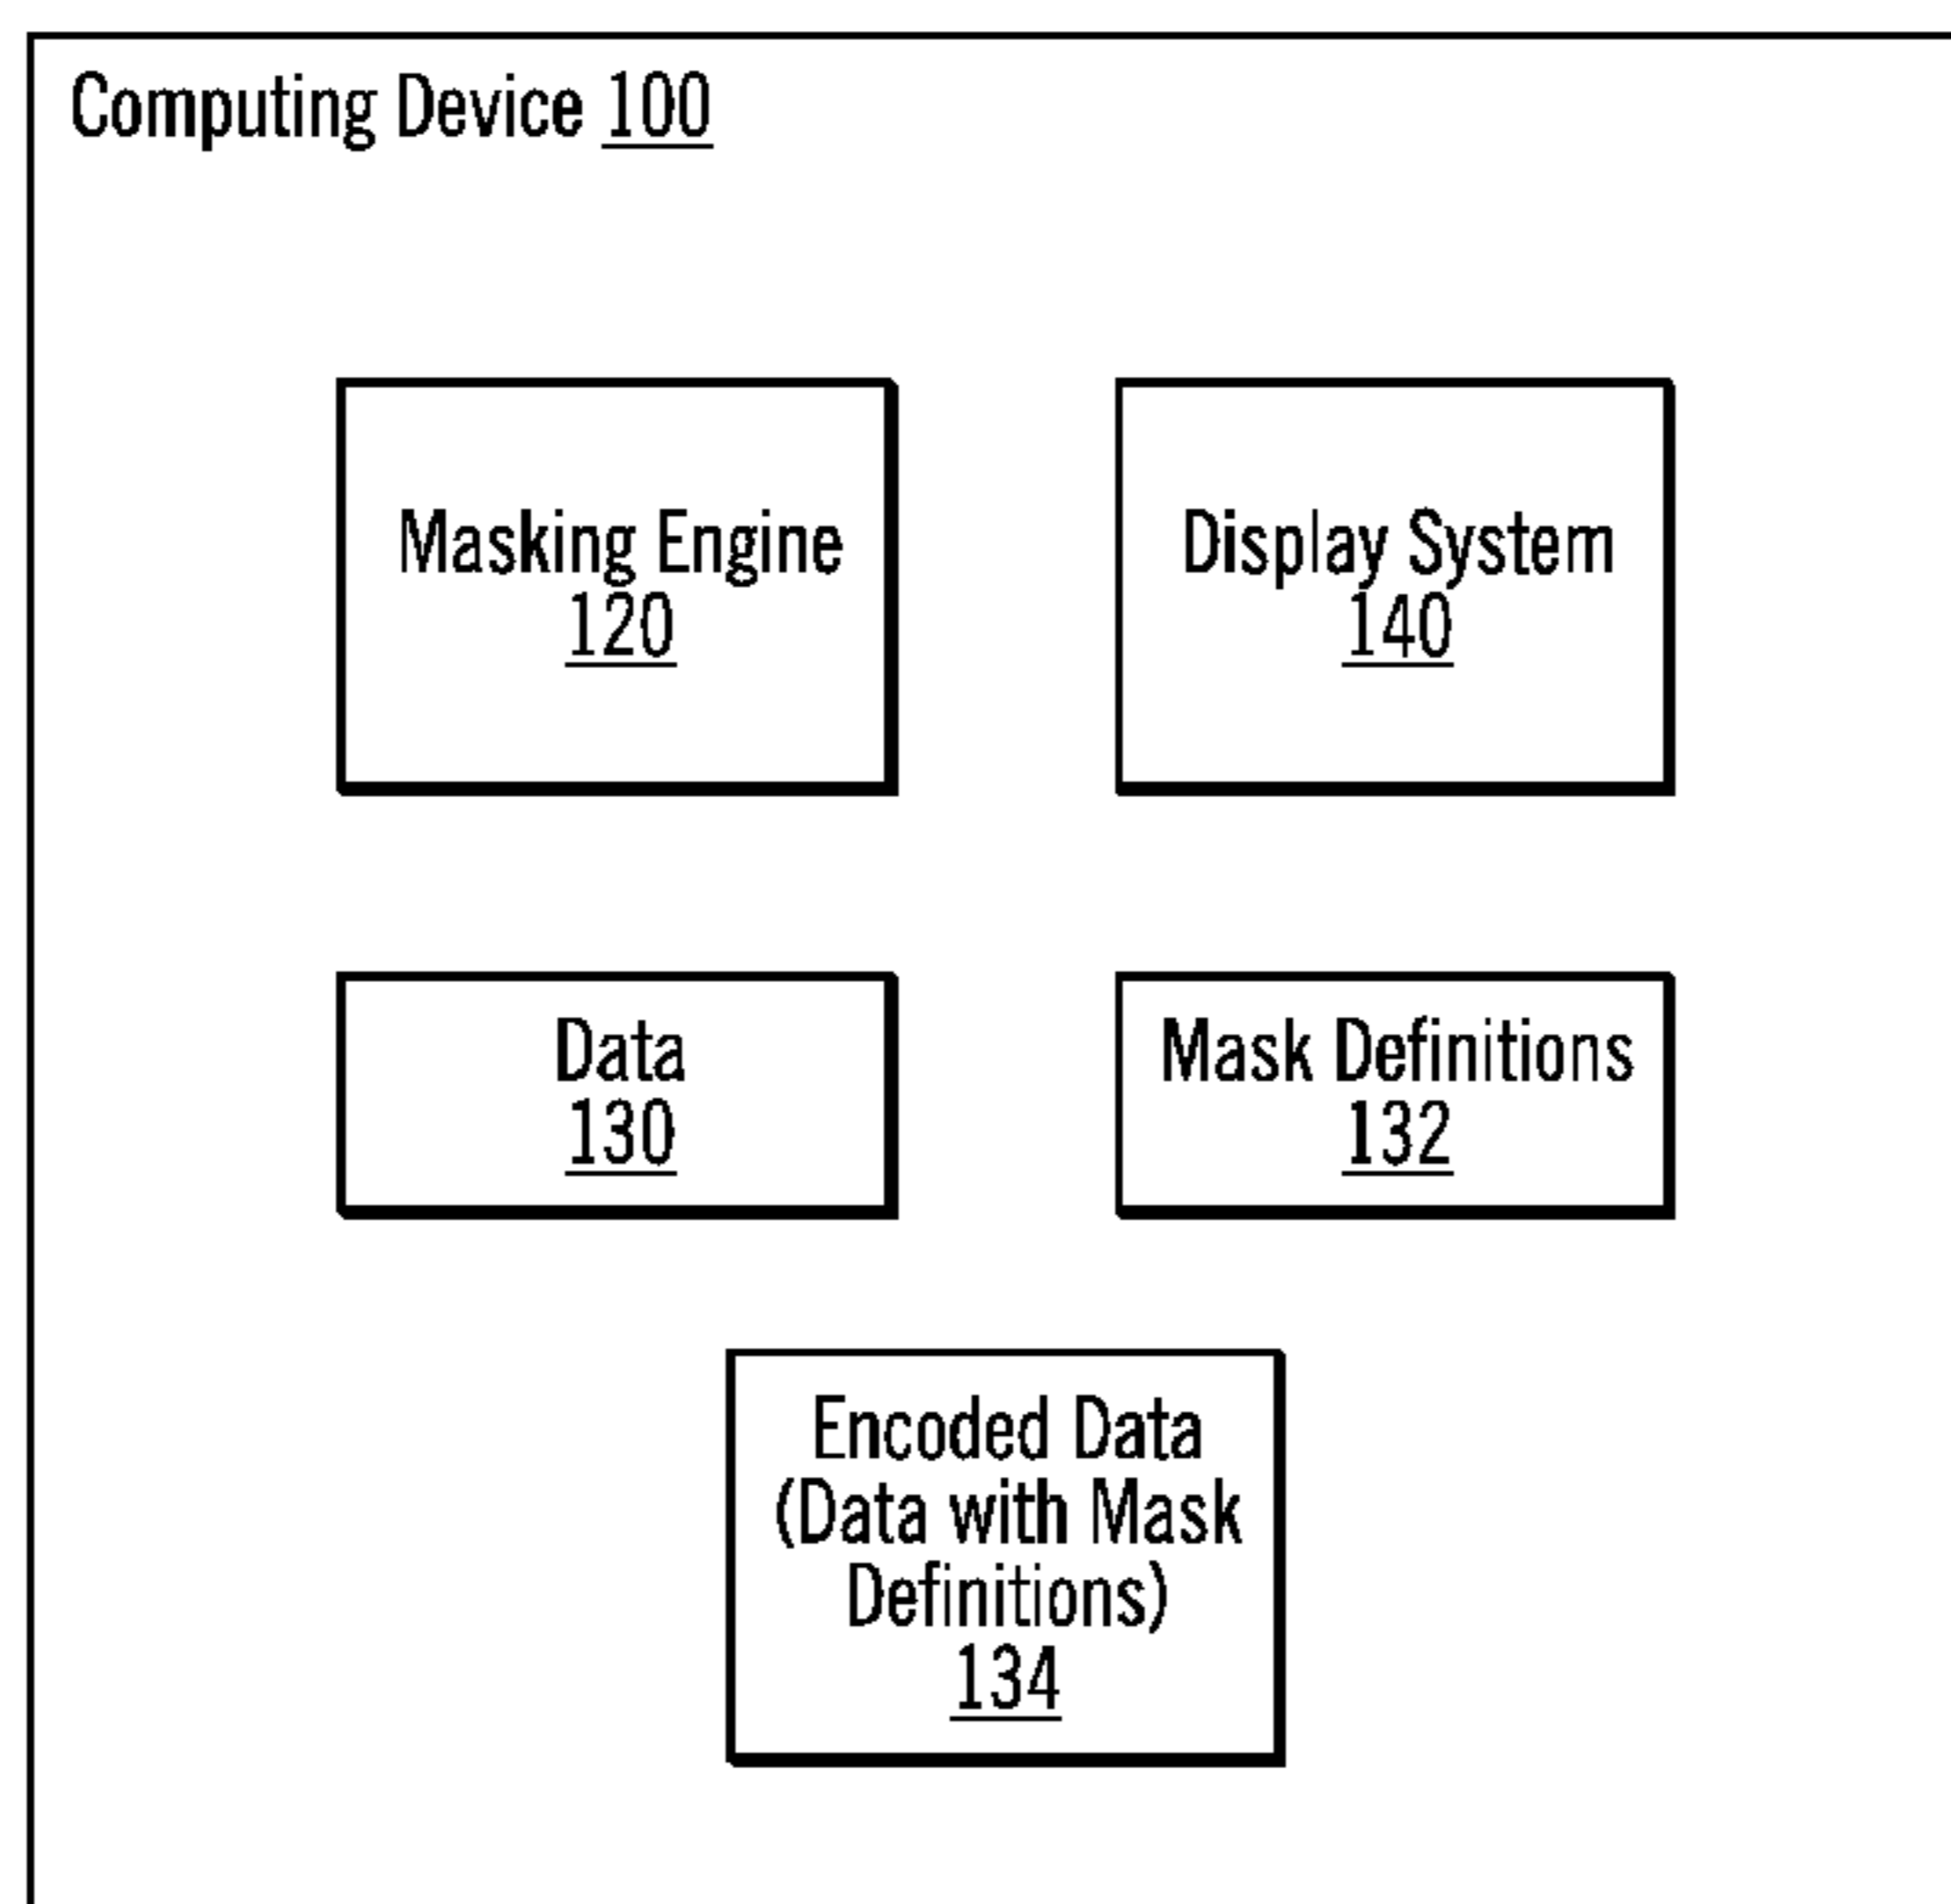 Computing Device 100
Masking Engine
120
Display System
140
Data
130
Mask Definitions
132
Encoded Data
(Data with Mask
Definitions)
134